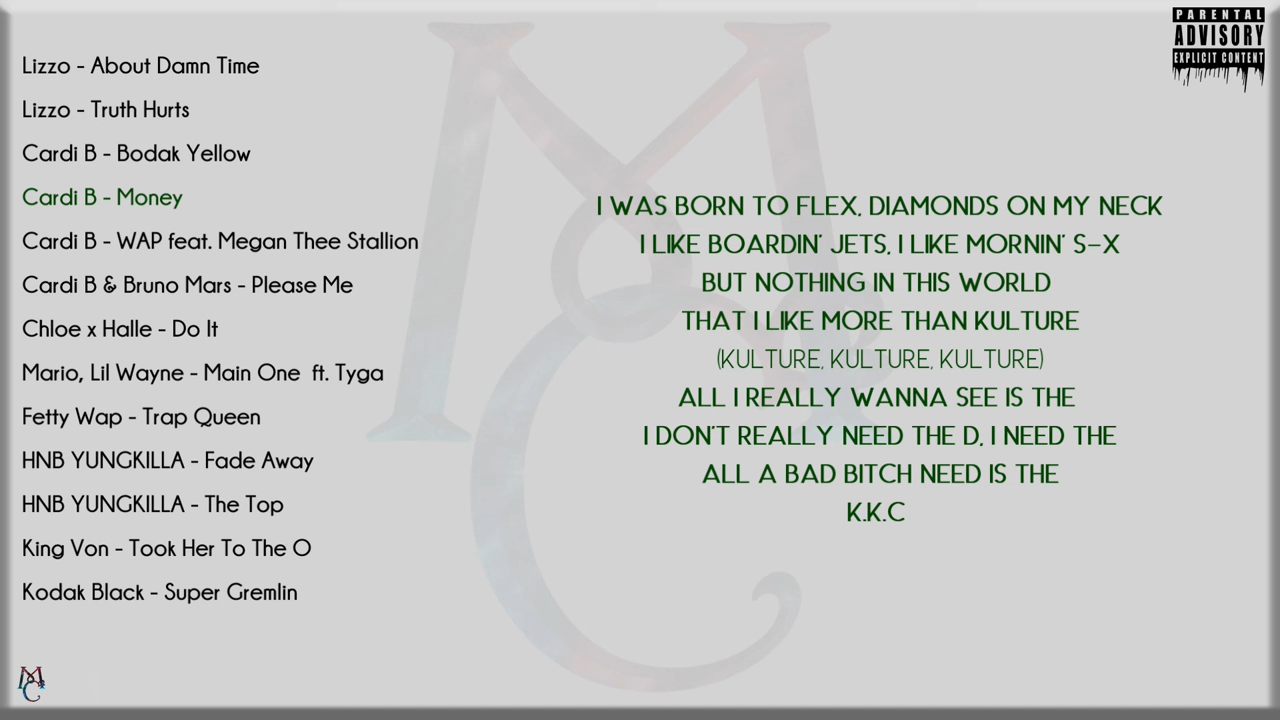 PARENTAL
ADVISORY
EXPLICIT CONTENT
Lizzo - About Damn Time
Lizzo - Truth Hurts
Cardi B - Bodak Yellow
Cardi B - Money
Cardi B - WAP feat. Megan Thee Stallion
Cardi B & Bruno Mars - Please Me
Chloe x Halle - Do It
Mario, Lil Wayne - Main One ft. Tyga
Fetty Wap - Trap Queen
HNB YUNGKILLA - Fade Away
HNB YUNGKILLA - The Top
King Von - Took Her To The O
Kodak Black - Super Gremlin
I WAS BORN TO FLEX, DIAMONDS ON MY NECK
I LIKE BOARDIN' JETS, I LIKE MORNIN' S-X
BUT NOTHING IN THIS WORLD
THAT I LIKE MORE THAN KULTURE
(KULTURE, KULTURE, KULTURE)
ALL I REALLY WANNA SEE IS THE
I DON'T REALLY NEED THE D, I NEED THE
ALL A BAD BITCH NEED IS THE
K.K.C
MC
MC